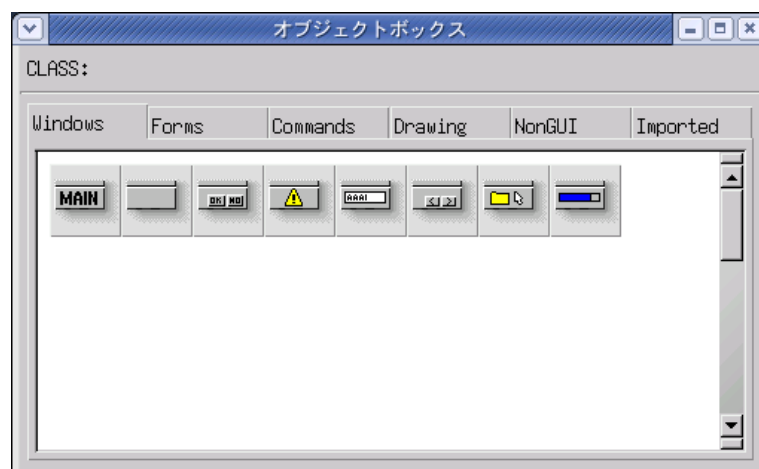 オブジェクトボックス
CLASS:
Windows Forms Commands Drawing NonGUI Imported
MAIN OK NO AAAI < >